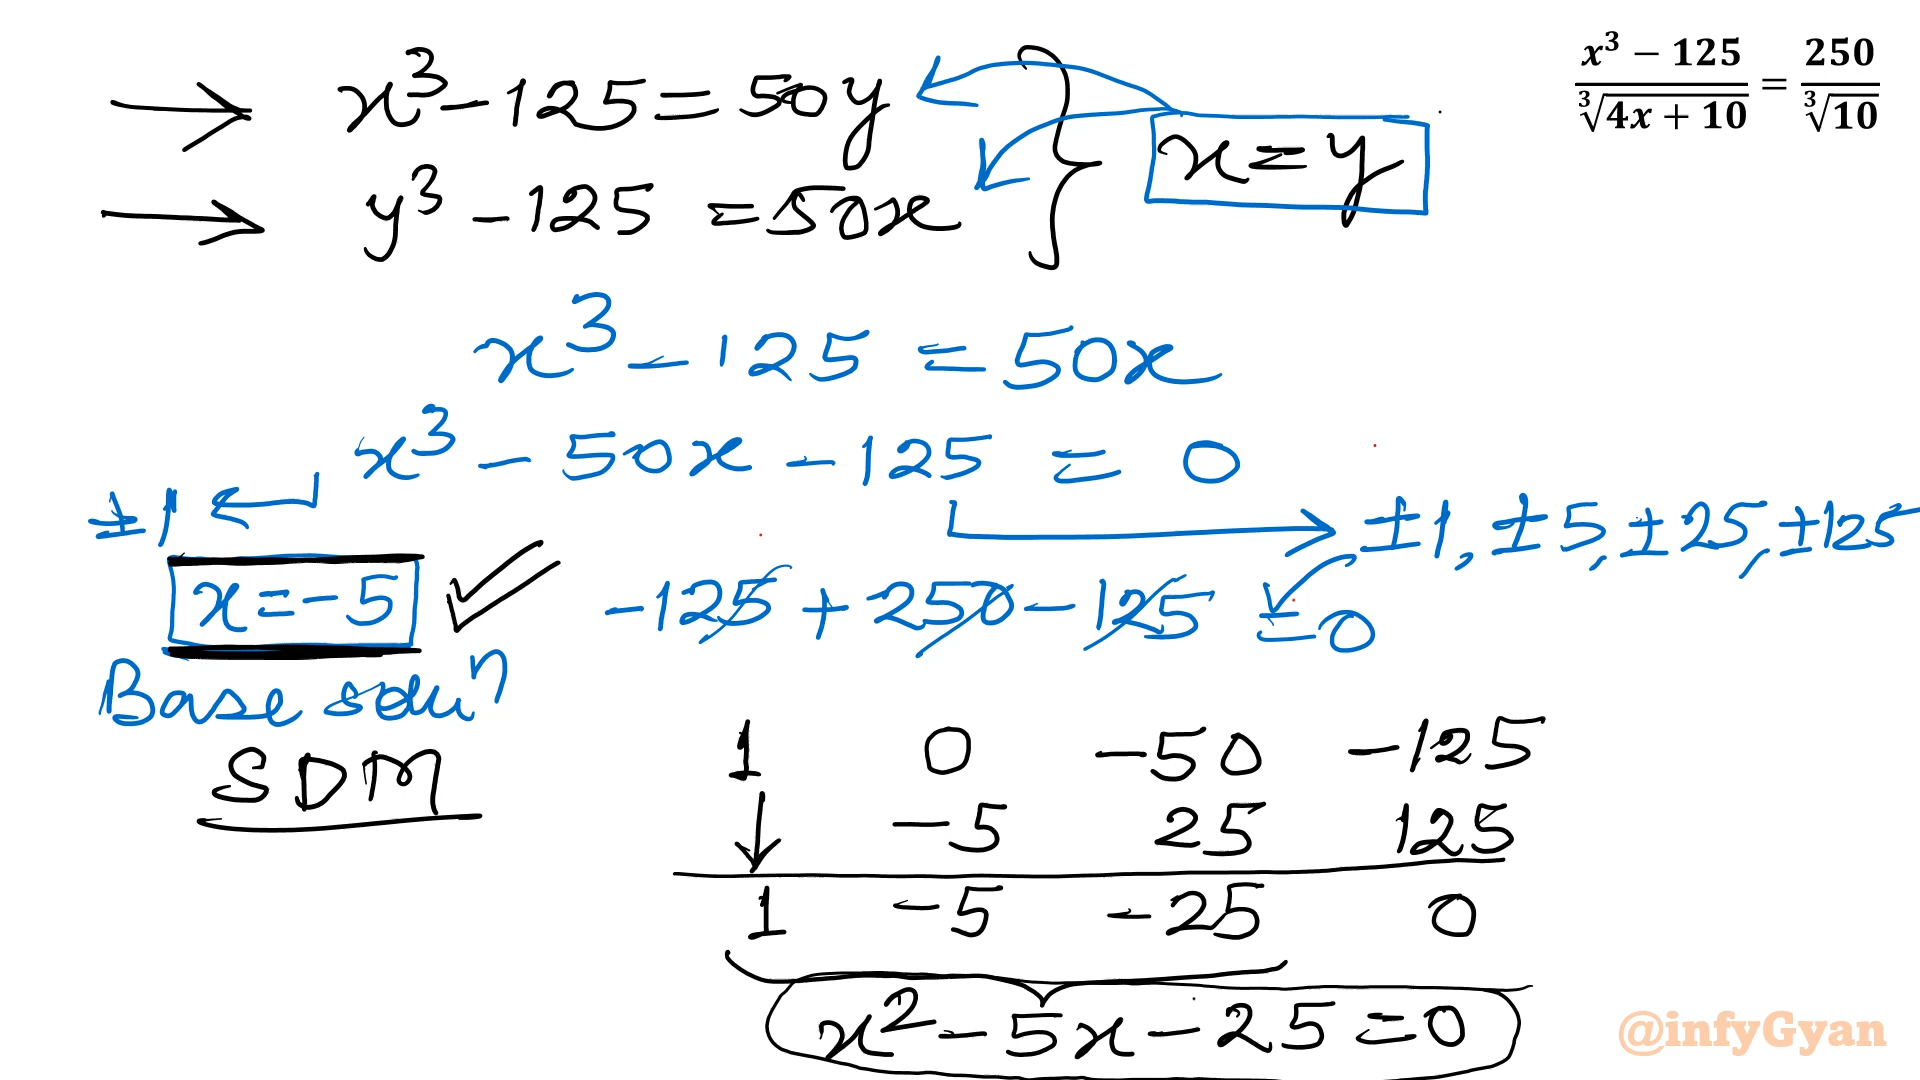 x³ - 125 = 50y
y³ - 125 = 50x
x = y
x³ - 125 / ∛(4x + 10) = 250 / ∛10
x³ - 125 = 50x
x³ - 50x - 125 = 0
±1
±1, ±5, ±25, ±125
x = -5
-125 + 250 - 125 = 0
Base soluⁿ
SDM
1 0 -50 -125
-5 25 125
1 -5 -25 0
x² - 5x - 25 = 0
@infyGyan